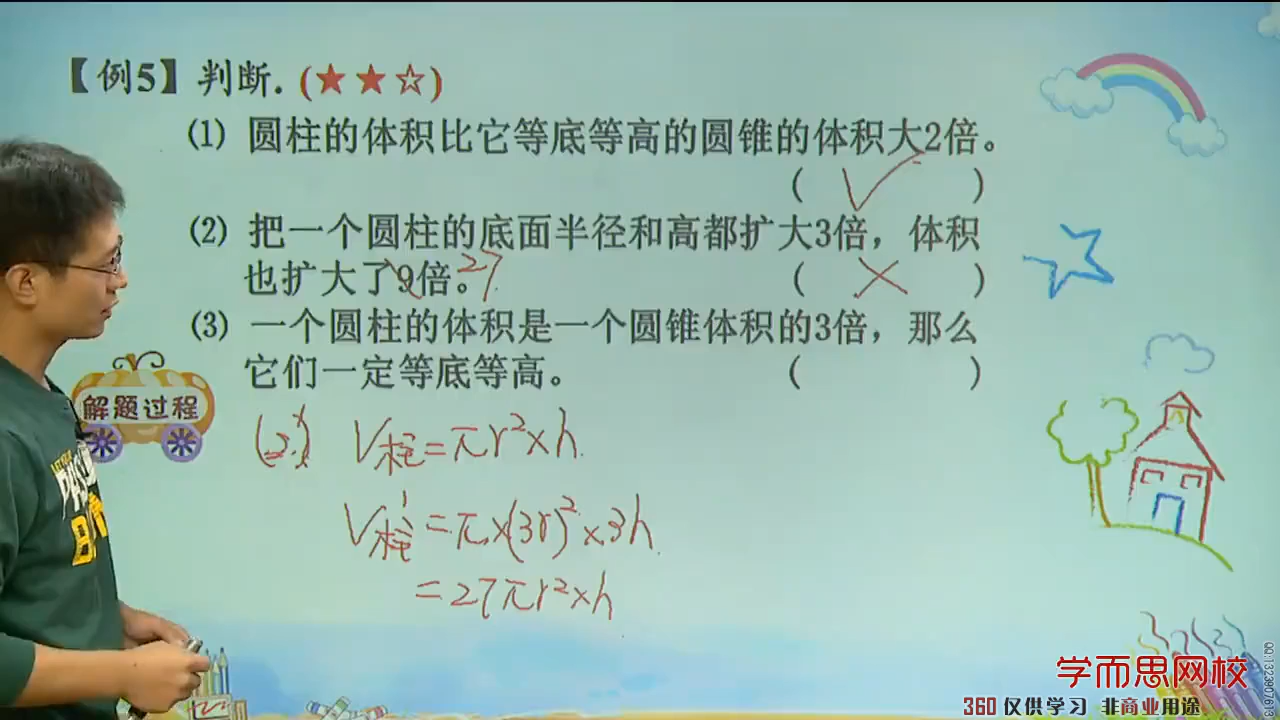 【例5】判断.(★★☆)
(1) 圆柱的体积比它等底等高的圆锥的体积大2倍。
( ✓ )
(2) 把一个圆柱的底面半径和高都扩大3倍，体积
也扩大了9倍。27
( × )
(3) 一个圆柱的体积是一个圆锥体积的3倍，那么
它们一定等底等高。 ( )
解题过程
(2) V柱=πr²×h
V柱'=π×(3r)²×3h
=27πr²×h
学而思网校
360 仅供学习 非商业用途